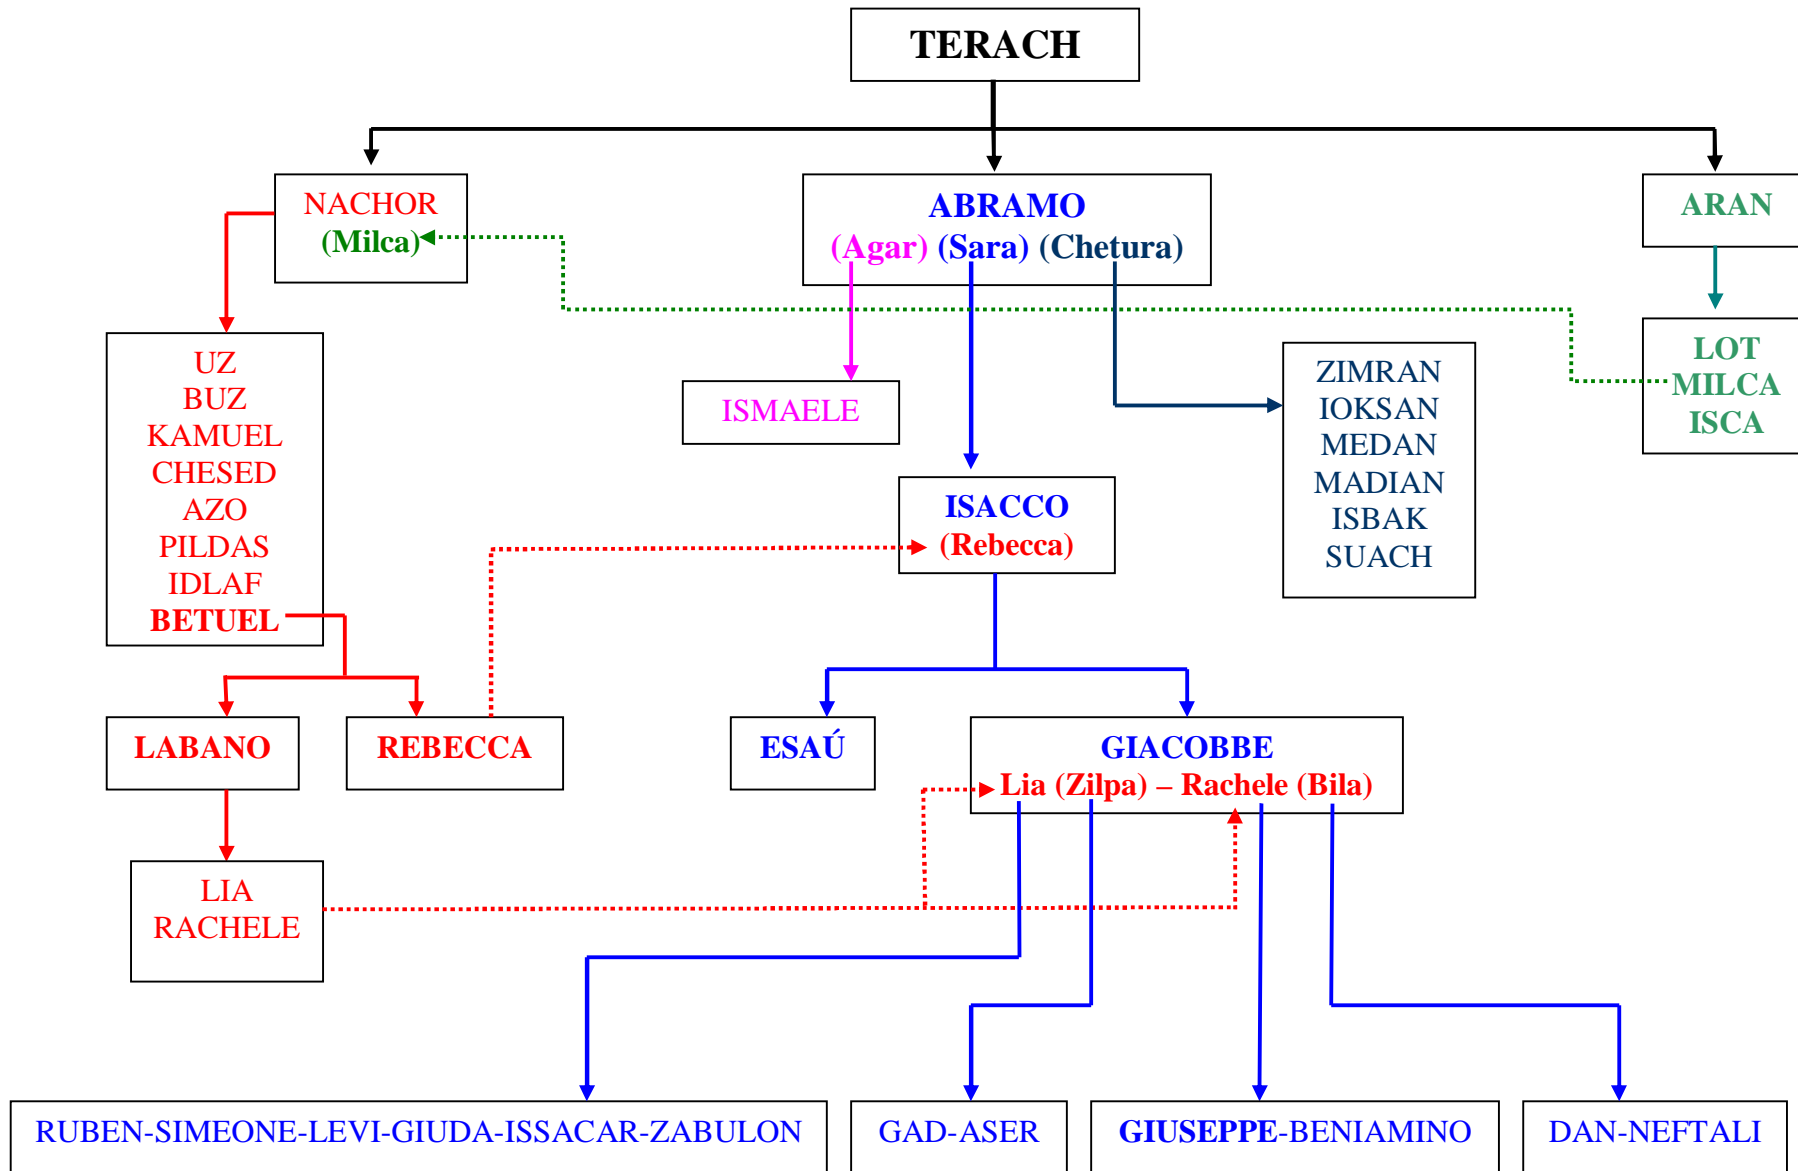 TERACH
NACHOR
(Milca)
ABRAMO
(Agar) (Sara) (Chetura)
ARAN
UZ
BUZ
KAMUEL
CHESED
AZO
PILDAS
IDLAF
BETUEL
ISMAELE
ZIMRAN
IOKSAN
MEDAN
MADIAN
ISBAK
SUACH
LOT
MILCA
ISCA
ISACCO
(Rebecca)
LABANO
REBECCA
ESAÚ
GIACOBBE
Lia (Zilpa) – Rachele (Bila)
LIA
RACHELE
RUBEN-SIMEONE-LEVI-GIUDA-ISSACAR-ZABULON
GAD-ASER
GIUSEPPE-BENIAMINO
DAN-NEFTALI